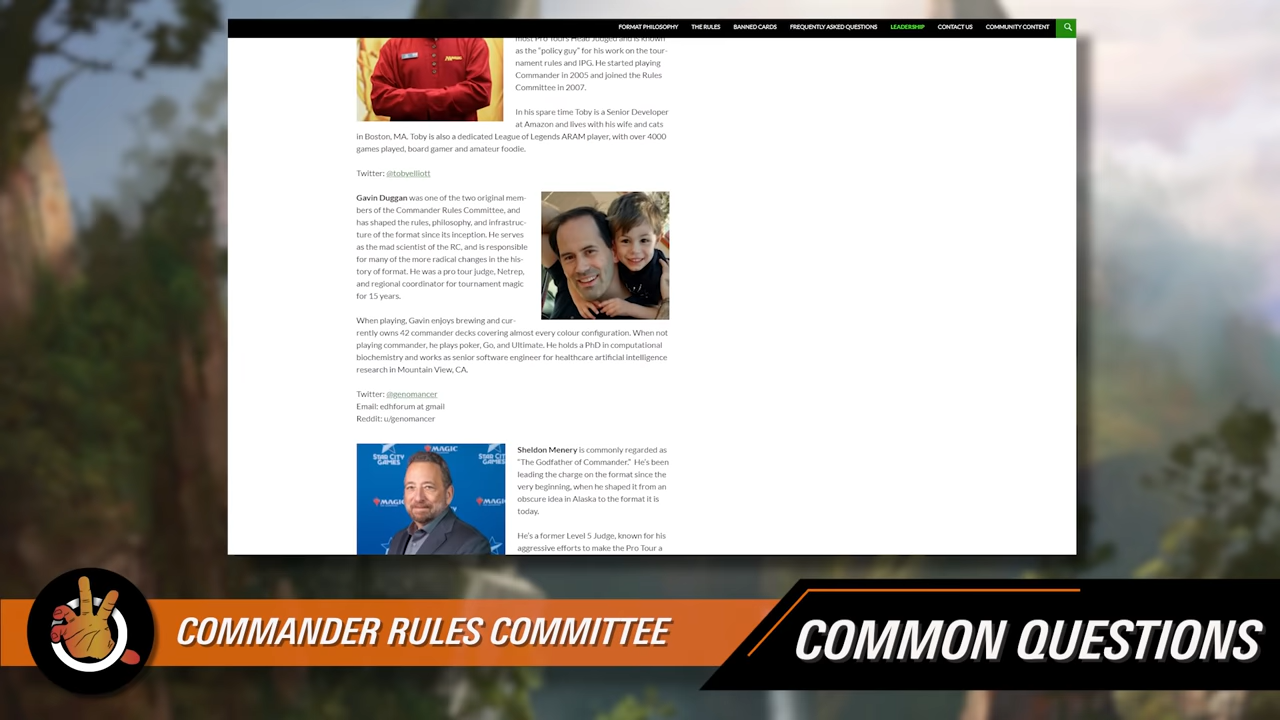 FORMAT PHILOSOPHY THE RULES BANNED CARDS FREQUENTLY ASKED QUESTIONS LEADERSHIP CONTACT US COMMUNITY CONTENT
most Pro Tours Head Judged and is known
as the “policy guy” for his work on the tour-
nament rules and IPG. He started playing
Commander in 2005 and joined the Rules
Committee in 2007.
In his spare time Toby is a Senior Developer
at Amazon and lives with his wife and cats
in Boston, MA. Toby is also a dedicated League of Legends ARAM player, with over 4000
games played, board gamer and amateur foodie.
Twitter: @tobyelliott
Gavin Duggan was one of the two original mem-
bers of the Commander Rules Committee, and
has shaped the rules, philosophy, and infrastruc-
ture of the format since its inception. He serves
as the mad scientist of the RC, and is responsible
for many of the more radical changes in the his-
tory of format. He was a pro tour judge, Netrep,
and regional coordinator for tournament magic
for 15 years.
When playing, Gavin enjoys brewing and cur-
rently owns 42 commander decks covering almost every colour configuration. When not
playing commander, he plays poker, Go, and Ultimate. He holds a PhD in computational
biochemistry and works as senior software engineer for healthcare artificial intelligence
research in Mountain View, CA.
Twitter: @genomancer
Email: edhforum at gmail
Reddit: u/genomancer
STAR CITY GAMES
MAGIC
Sheldon Menery is commonly regarded as
“The Godfather of Commander.” He’s been
leading the charge on the format since the
very beginning, when he shaped it from an
obscure idea in Alaska to the format it is
today.
He’s a former Level 5 Judge, known for his
aggressive efforts to make the Pro Tour a
COMMANDER RULES COMMITTEE
COMMON QUESTIONS